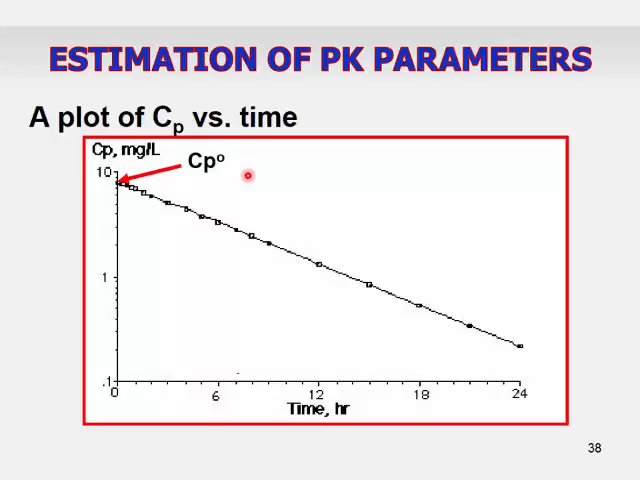 ESTIMATION OF PK PARAMETERS
A plot of Cp vs. time
Cp, mg/L
Cpº
10
1
.1
0 6 12 18 24
Time, hr
38